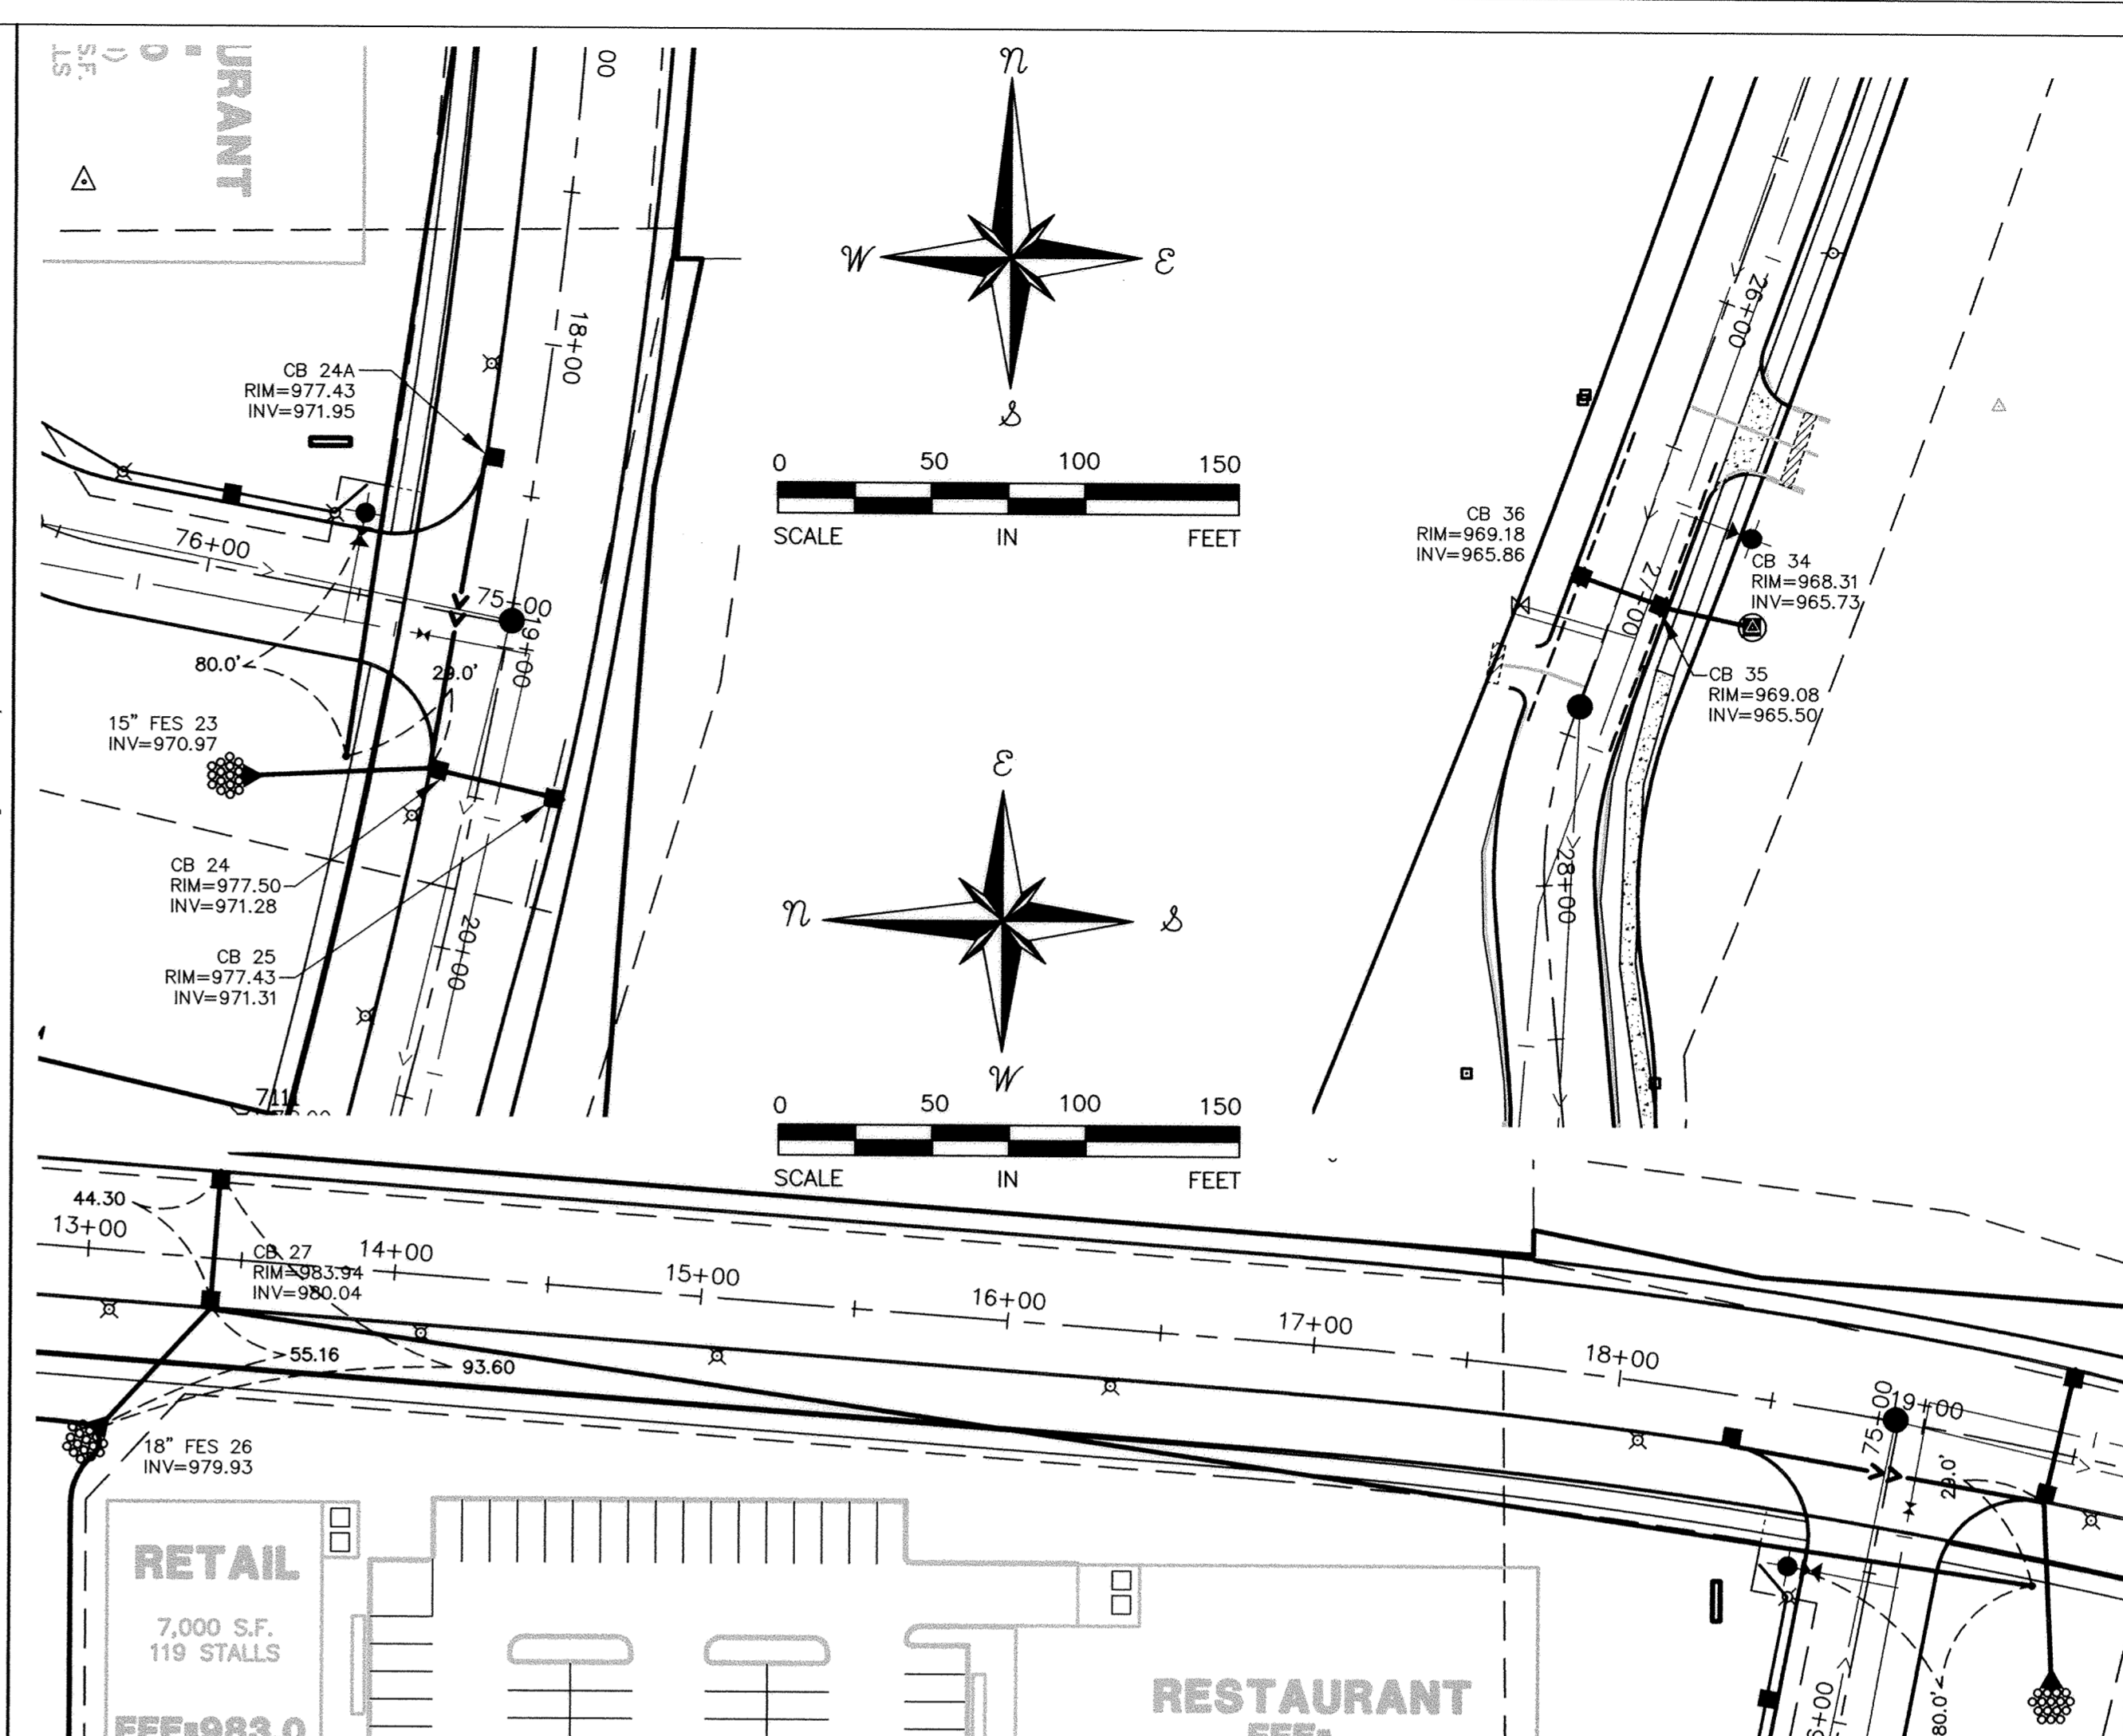 S.F.
URANT
00
18+00
CB 24A
RIM=977.43
INV=971.95
76+00
75+00
19+00
80.0'
29.0'
15" FES 23
INV=970.97
CB 24
RIM=977.50
INV=971.28
CB 25
RIM=977.43
INV=971.31
20+00
7111
N
W
E
S
0 50 100 150
SCALE IN FEET
E
N
S
W
0 50 100 150
SCALE IN FEET
26+00
CB 36
RIM=969.18
INV=965.86
CB 34
RIM=968.31
INV=965.73
27+00
CB 35
RIM=969.08
INV=965.50
28+00
44.30
13+00
CB 27
RIM=983.94
INV=980.04
14+00
15+00
16+00
17+00
18+00
75+00
19+00
55.16
93.60
29.0'
18" FES 26
INV=979.93
RETAIL
7,000 S.F.
119 STALLS
FFE=983.0
RESTAURANT
80.0'